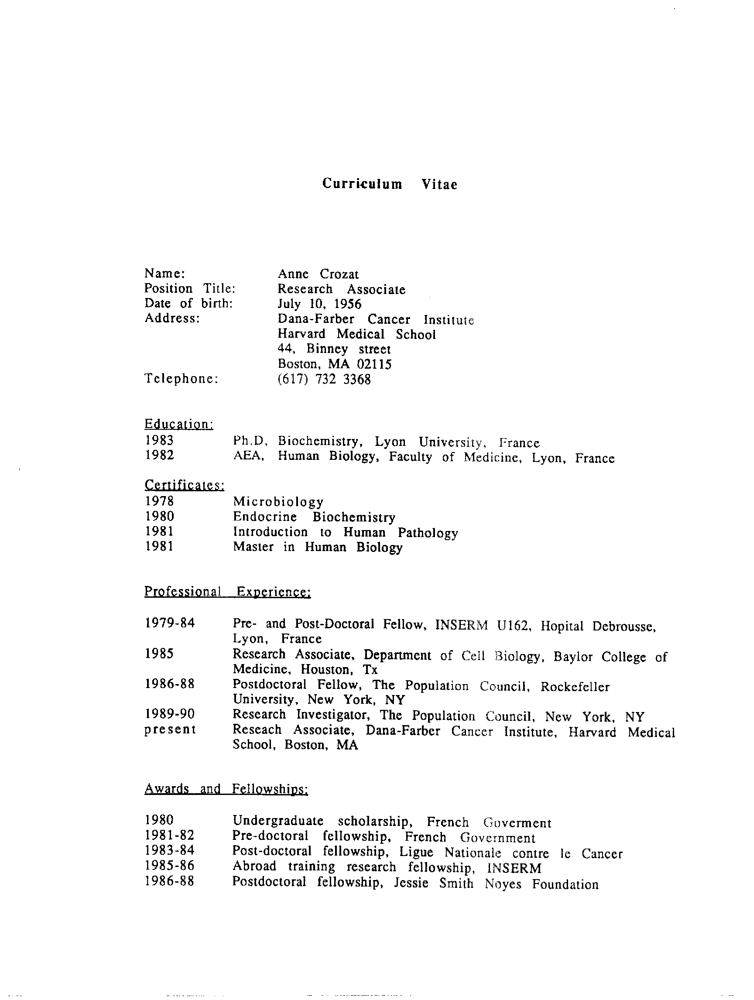 Curriculum Vitae
Name: Anne Crozat
Position Title: Research Associate
Date of birth: July 10, 1956
Address: Dana-Farber Cancer Institute
Harvard Medical School
44, Binney street
Boston, MA 02115
Telephone: (617) 732 3368
Education:
1983 Ph.D, Biochemistry, Lyon University, France
1982 AEA, Human Biology, Faculty of Medicine, Lyon, France
Certificates:
1978 Microbiology
1980 Endocrine Biochemistry
1981 Introduction to Human Pathology
1981 Master in Human Biology
Professional Experience:
1979-84 Pre- and Post-Doctoral Fellow, INSERM U162, Hopital Debrousse,
Lyon, France
1985 Research Associate, Department of Cell Biology, Baylor College of
Medicine, Houston, Tx
1986-88 Postdoctoral Fellow, The Population Council, Rockefeller
University, New York, NY
1989-90 Research Investigator, The Population Council, New York, NY
present Reseach Associate, Dana-Farber Cancer Institute, Harvard Medical
School, Boston, MA
Awards and Fellowships:
1980 Undergraduate scholarship, French Goverment
1981-82 Pre-doctoral fellowship, French Government
1983-84 Post-doctoral fellowship, Ligue Nationale contre le Cancer
1985-86 Abroad training research fellowship, INSERM
1986-88 Postdoctoral fellowship, Jessie Smith Noyes Foundation